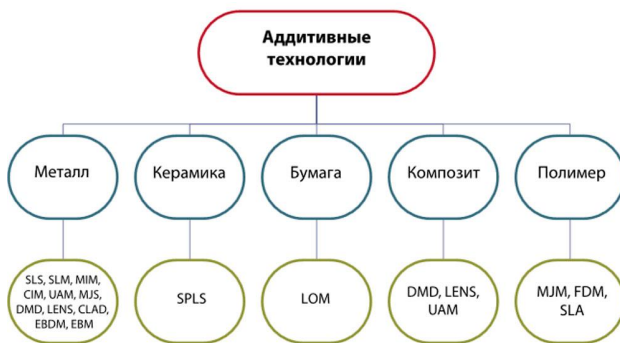 Аддитивные
технологии
Металл
Керамика
Бумага
Композит
Полимер
SLS, SLM, MIM,
CIM, UAM, MJS,
DMD, LENS, CLAD,
EBDM, EBM
SPLS
LOM
DMD, LENS,
UAM
MJM, FDM,
SLA